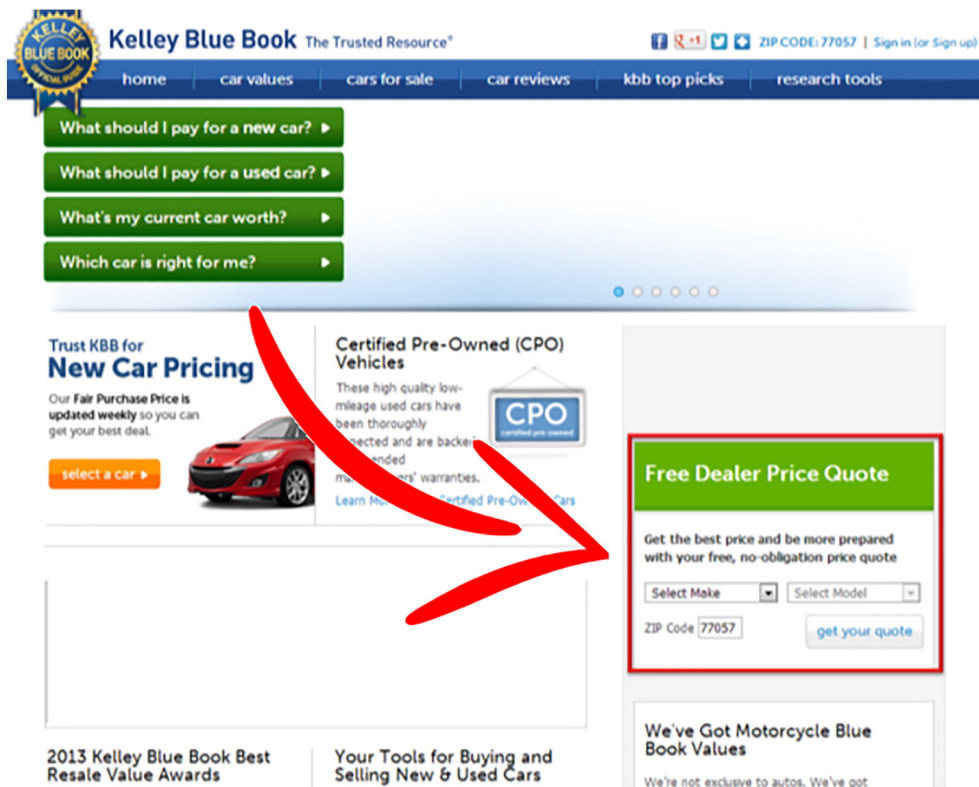 KELLEY
BLUE BOOK
OFFICIAL GUIDE
Kelley Blue Book The Trusted Resource®
+1
ZIP CODE: 77057 | Sign in (or Sign up)
home car values cars for sale car reviews kbb top picks research tools
What should I pay for a new car?
What should I pay for a used car?
What's my current car worth?
Which car is right for me?
Trust KBB for
New Car Pricing
Our Fair Purchase Price is
updated weekly so you can
get your best deal.
select a car
Certified Pre-Owned (CPO)
Vehicles
These high quality low-
mileage used cars have
been thoroughly
and are
warranties.
Learn Certified Pre-Owned Cars
CPO
certified pre owned
Free Dealer Price Quote
Get the best price and be more prepared
with your free, no-obligation price quote
Select Make Select Model
ZIP Code 77057 get your quote
2013 Kelley Blue Book Best
Resale Value Awards
Your Tools for Buying and
Selling New & Used Cars
We've Got Motorcycle Blue
Book Values
We're not exclusive to autos. We've got